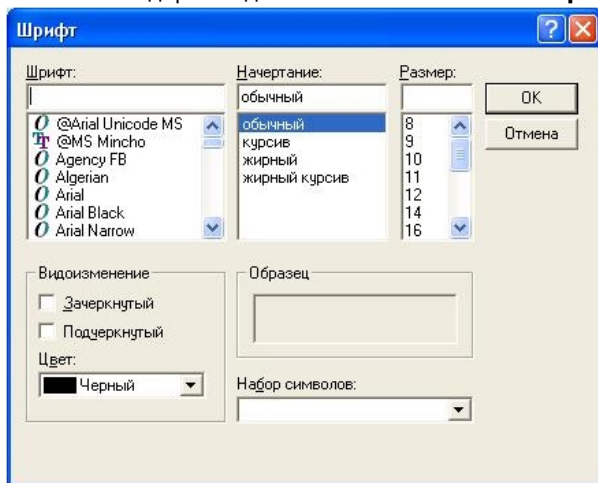 Шрифт
Шрифт:
Начертание:
Размер:
обычный
@Arial Unicode MS
@MS Mincho
Agency FB
Algerian
Arial
Arial Black
Arial Narrow
обычный
курсив
жирный
жирный курсив
8
9
10
11
12
14
16
OK
Отмена
Видоизменение
Зачеркнутый
Подчеркнутый
Цвет:
Черный
Образец
Набор символов: